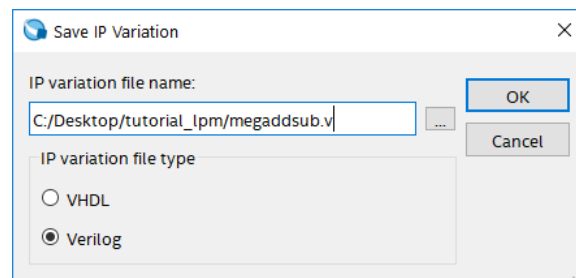 Save IP Variation
IP variation file name:
C:/Desktop/tutorial_lpm/megaddsub.v
...
OK
Cancel
IP variation file type
VHDL
Verilog